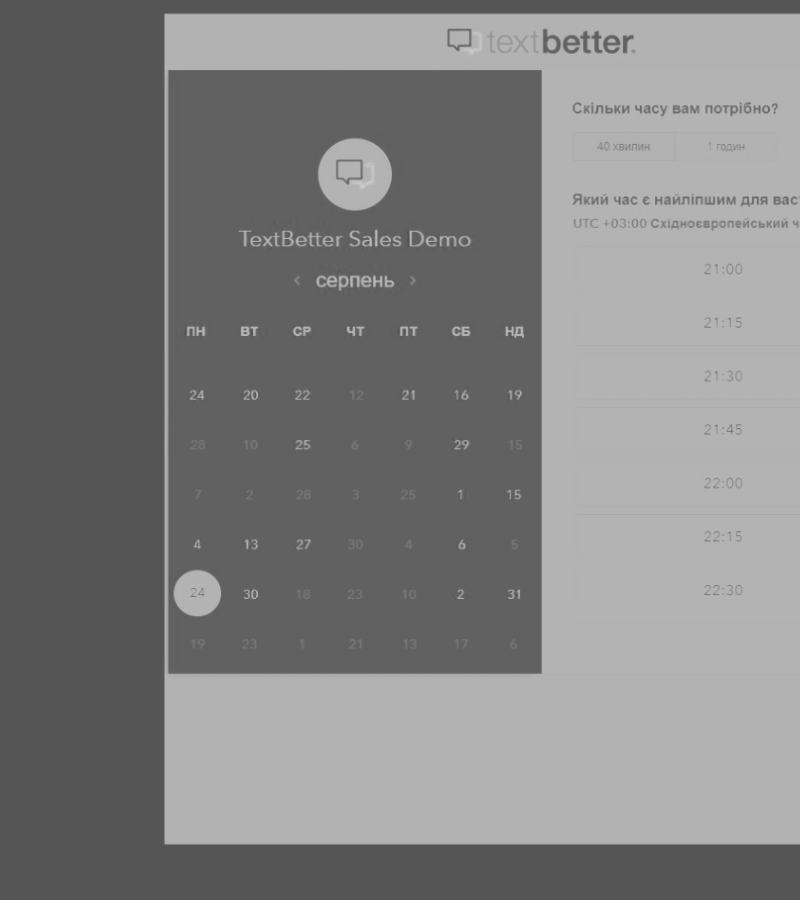 textbetter.
TextBetter Sales Demo
‹ серпень ›
ПН ВТ СР ЧТ ПТ СБ НД
24 20 22 12 21 16 19
28 10 25 6 9 29 15
7 2 28 3 25 1 15
4 13 27 30 4 6 5
24 30 18 23 10 2 31
19 23 1 21 13 17 6
Скільки часу вам потрібно?
40 хвилин 1 годин
Який час є найліпшим для вас
UTC +03:00 Східноєвропейський ч
21:00
21:15
21:30
21:45
22:00
22:15
22:30